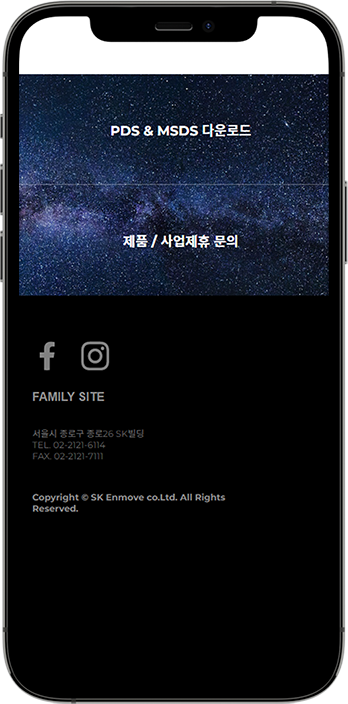 PDS & MSDS 다운로드
제품 / 사업제휴 문의
FAMILY SITE
서울시 종로구 종로26 SK빌딩
TEL. 02-2121-6114
FAX. 02-2121-7111
Copyright © SK Enmove co.Ltd. All Rights
Reserved.